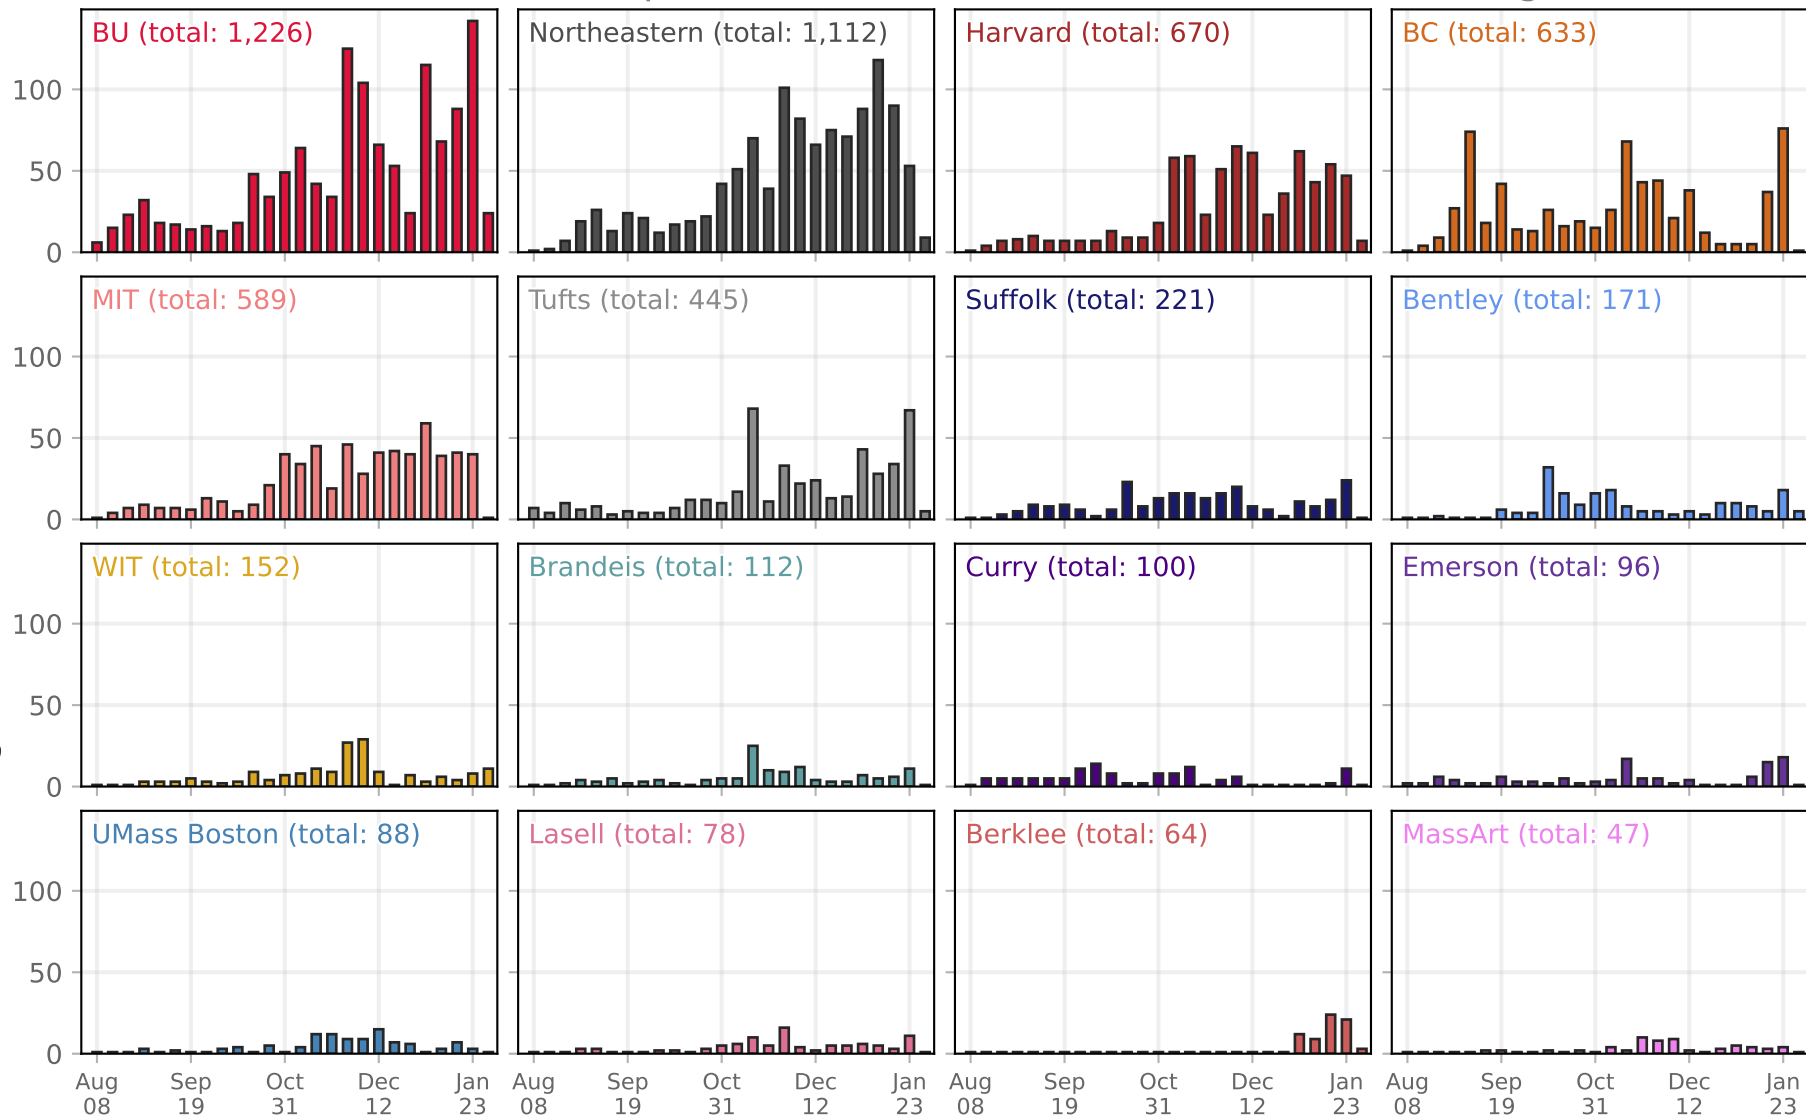 BU (total: 1,226)
Northeastern (total: 1,112)
Harvard (total: 670)
BC (total: 633)
100
50
0
MIT (total: 589)
Tufts (total: 445)
Suffolk (total: 221)
Bentley (total: 171)
100
50
0
WIT (total: 152)
Brandeis (total: 112)
Curry (total: 100)
Emerson (total: 96)
100
50
0
UMass Boston (total: 88)
Lasell (total: 78)
Berklee (total: 64)
MassArt (total: 47)
100
50
0
Aug Sep Oct Dec Jan Aug Sep Oct Dec Jan Aug Sep Oct Dec Jan Aug Sep Oct Dec Jan
08 19 31 12 23 08 19 31 12 23 08 19 31 12 23 08 19 31 12 23